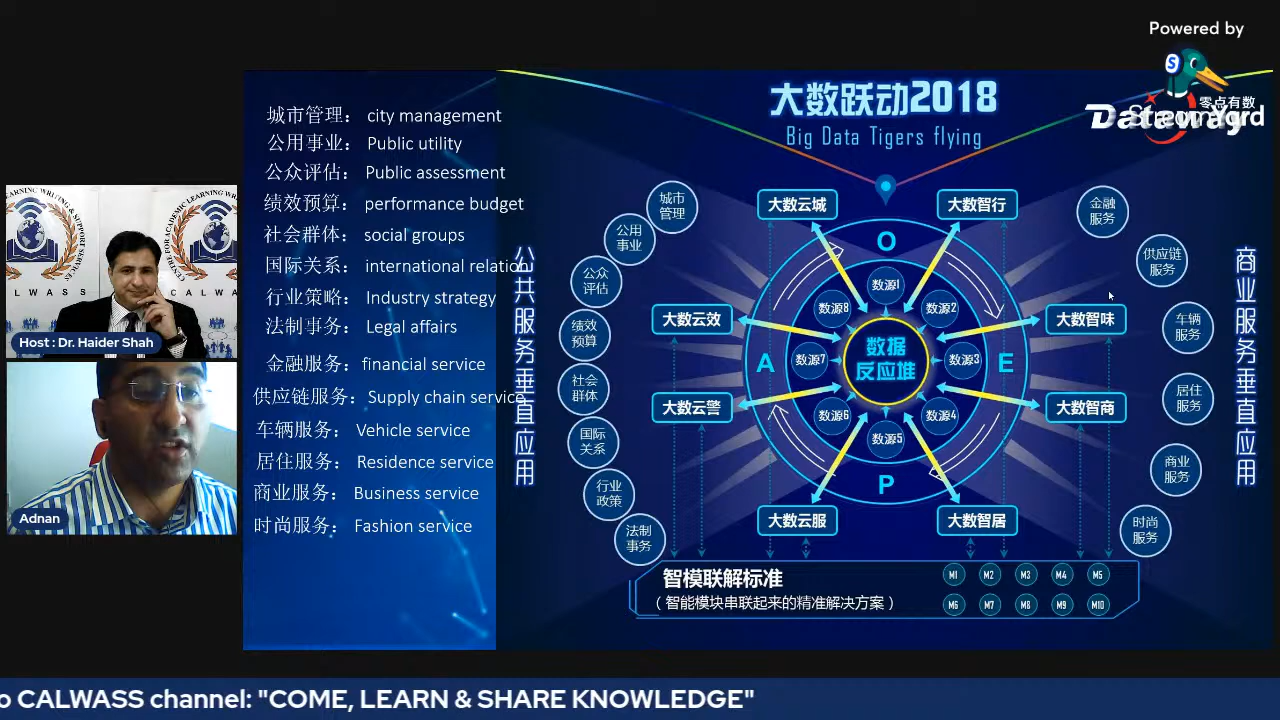 Powered by
StreamYard
零点有数
Dataway
大数跃动2018
Big Data Tigers flying
城市管理： city management
公用事业： Public utility
公众评估： Public assessment
绩效预算： performance budget
社会群体： social groups
国际关系： international relation
行业策略： Industry strategy
法制事务： Legal affairs
金融服务： financial service
供应链服务： Supply chain service
车辆服务： Vehicle service
居住服务： Residence service
商业服务： Business service
时尚服务： Fashion service
公共服务垂直应用
城市
管理
公用
事业
公众
评估
绩效
预算
社会
群体
国际
关系
行业
政策
法制
事务
大数云城
大数智行
大数云效
大数智味
大数云警
大数智商
大数云服
大数智居
O
A
E
P
数源1
数源2
数源3
数源4
数源5
数源6
数源7
数源8
数据
反应堆
金融
服务
供应链
服务
车辆
服务
居住
服务
商业
服务
时尚
服务
商业服务垂直应用
智模联解标准
（智能模块串联起来的精准解决方案）
M1 M2 M3 M4 M5
M6 M7 M8 M9 M10
Host : Dr. Haider Shah
Adnan
o CALWASS channel: "COME, LEARN & SHARE KNOWLEDGE"